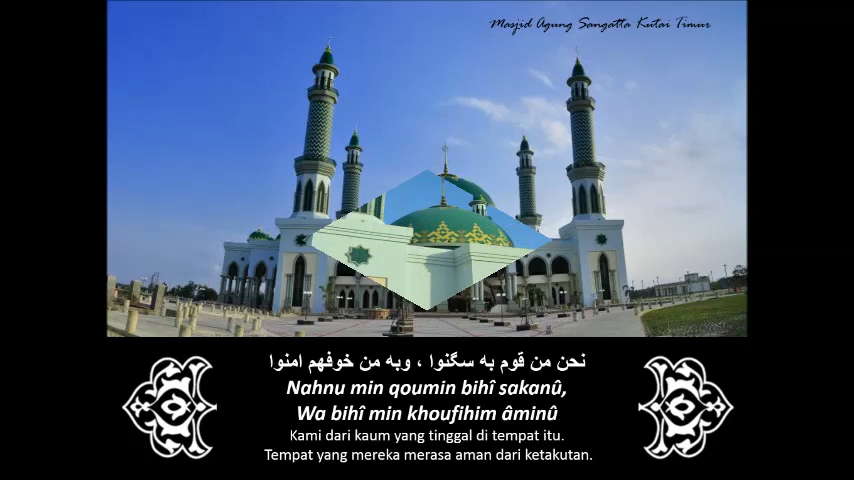 Masjid Agung Sangatta Kutai Timur
نحن من قوم به سگنوا ، وبه من خوفهم امنوا
Nahnu min qoumin bihî sakanû,
Wa bihî min khoufihim âminû
Kami dari kaum yang tinggal di tempat itu.
Tempat yang mereka merasa aman dari ketakutan.